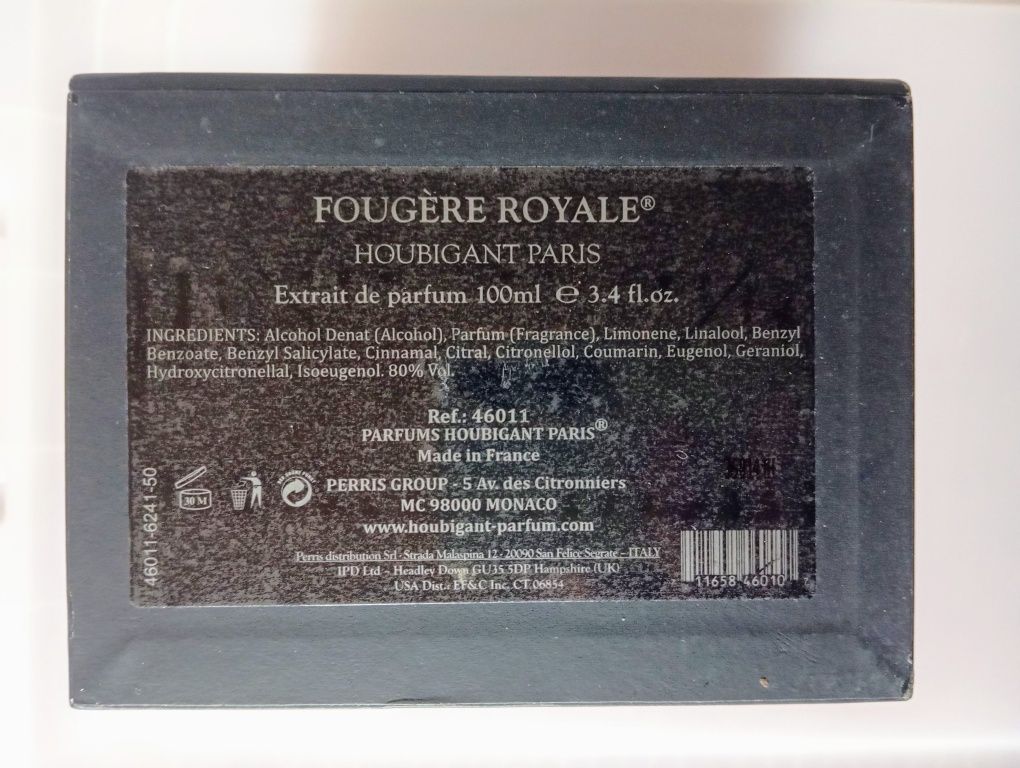 FOUGÈRE ROYALE®
HOUBIGANT PARIS
Extrait de parfum 100ml ℮ 3.4 fl.oz.
INGREDIENTS: Alcohol Denat (Alcohol), Parfum (Fragrance), Limonene, Linalool, Benzyl
Benzoate, Benzyl Salicylate, Cinnamal, Citral, Citronellol, Coumarin, Eugenol, Geraniol,
Hydroxycitronellal, Isoeugenol. 80% Vol.
Ref.: 46011
PARFUMS HOUBIGANT PARIS®
Made in France
PERRIS GROUP - 5 Av. des Citronniers
MC 98000 MONACO
www.houbigant-parfum.com
Perris distribution Srl - Strada Malaspina 12 - 20090 San Felice Segrate - ITALY
IPD Ltd - Headley Down GU35 5DP Hampshire (UK)
USA Dist.: EF&C Inc. CT.06854
46011-6241-50
30 M
11658 46010